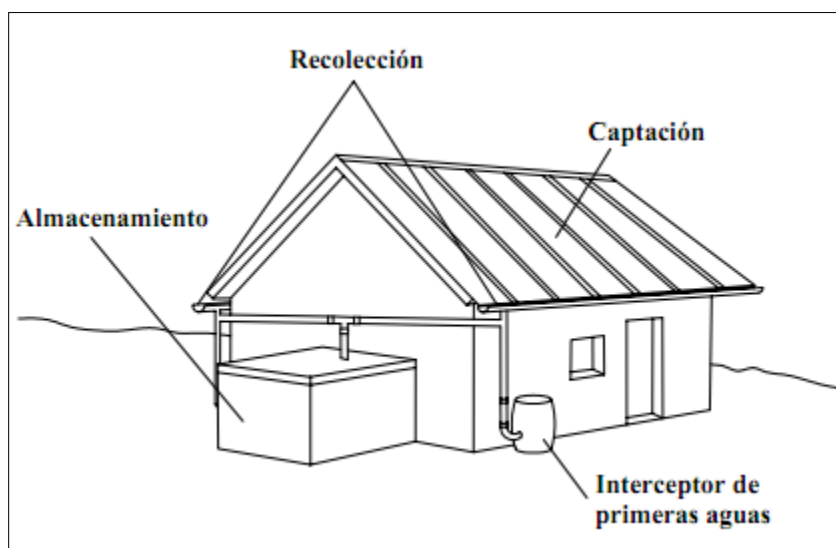 Recolección
Captación
Almacenamiento
Interceptor de
primeras aguas